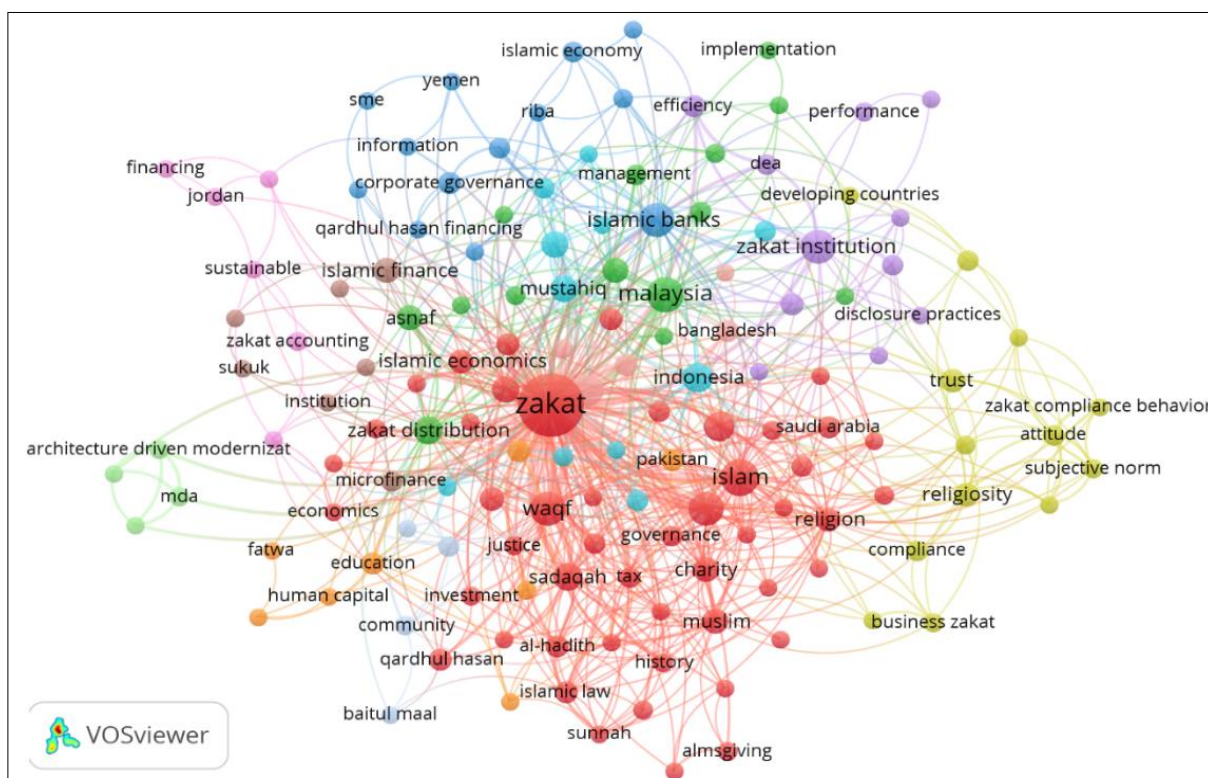 islamic economy
implementation
yemen
sme
riba
efficiency
performance
information
financing
management
dea
jordan
corporate governance
developing countries
qardhul hasan financing
islamic banks
zakat institution
sustainable
islamic finance
mustahiq
malaysia
asnaf
disclosure practices
zakat accounting
bangladesh
sukuk
islamic economics
indonesia
trust
institution
zakat
zakat compliance behavior
zakat distribution
saudi arabia
attitude
architecture driven modernizat
pakistan
subjective norm
mda
microfinance
islam
religiosity
economics
waqf
religion
governance
justice
fatwa
education
compliance
sadaqah
tax
charity
human capital
investment
community
muslim
business zakat
al-hadith
qardhul hasan
history
islamic law
baitul maal
sunnah
almsgiving
VOSviewer